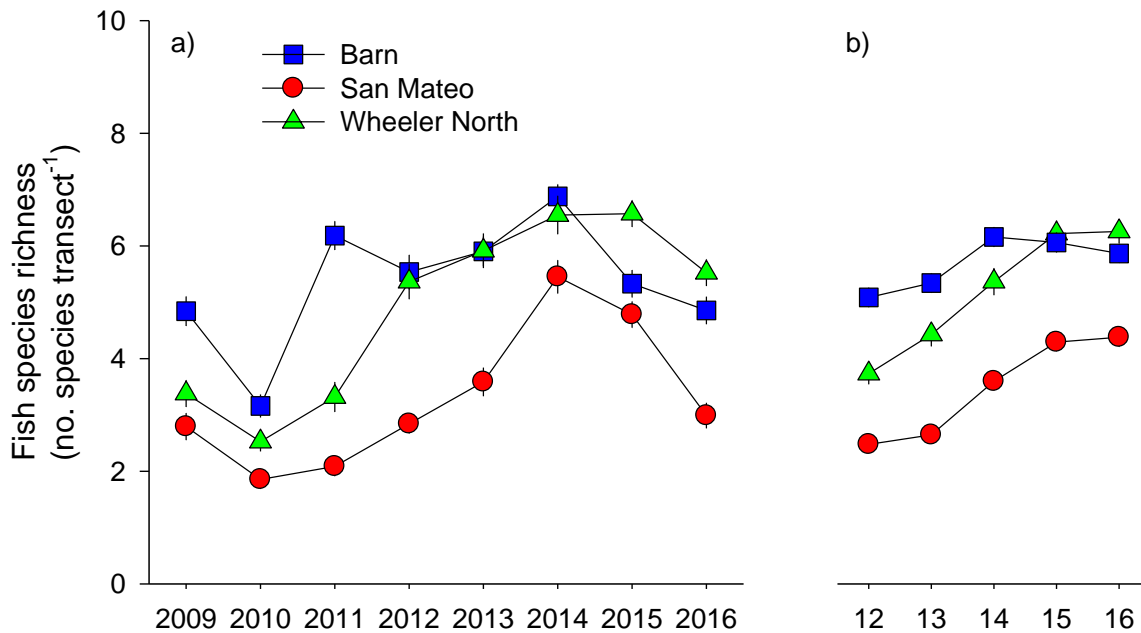 Fish species richness
(no. species transect⁻¹)
10
8
6
4
2
0
a)
Barn
San Mateo
Wheeler North
2009 2010 2011 2012 2013 2014 2015 2016
b)
12 13 14 15 16